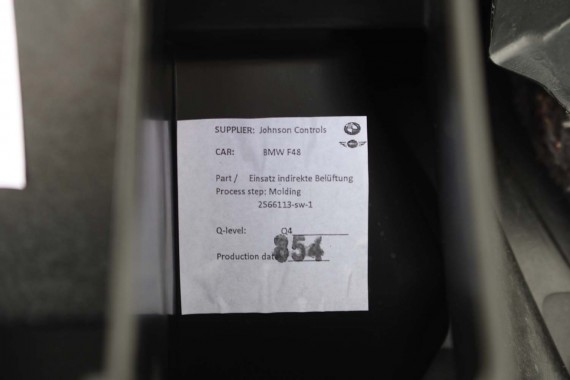 SUPPLIER: Johnson Controls
CAR: BMW F48
Part / Einsatz indirekte Belüftung
Process step: Molding
2566113-sw-1
Q-level: Q4
Production date 854